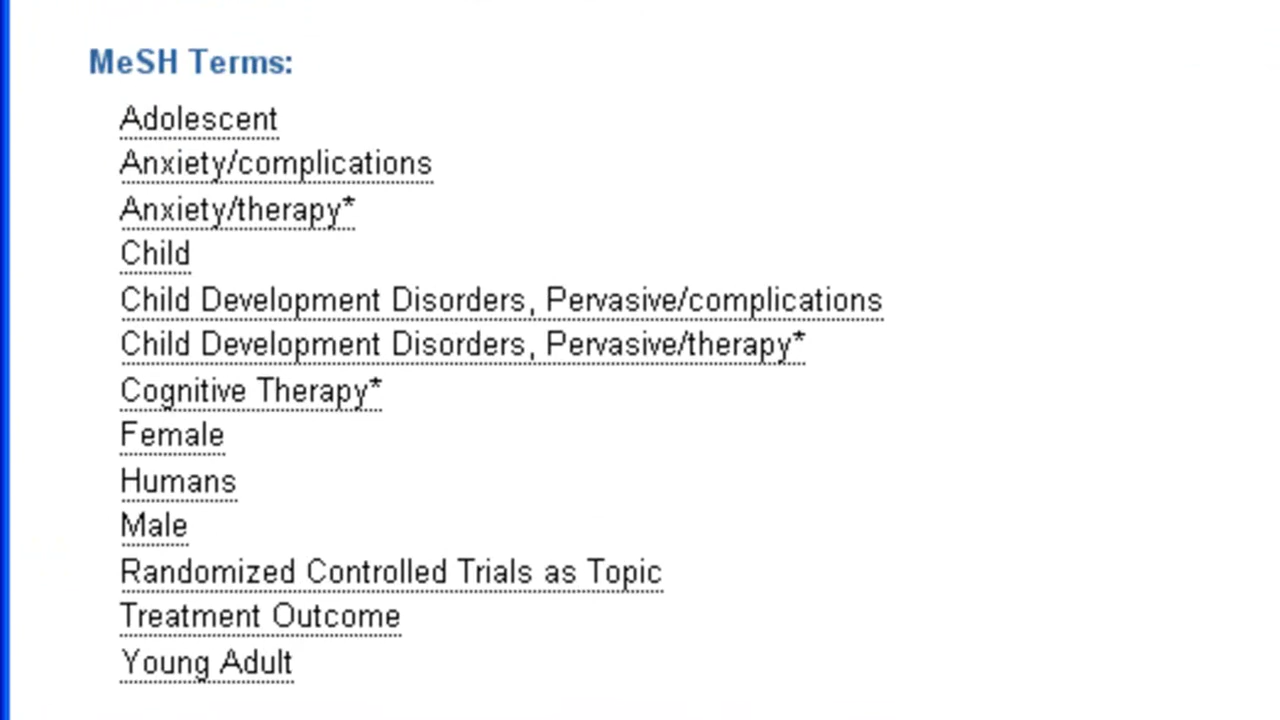 MeSH Terms:
Adolescent
Anxiety/complications
Anxiety/therapy*
Child
Child Development Disorders, Pervasive/complications
Child Development Disorders, Pervasive/therapy*
Cognitive Therapy*
Female
Humans
Male
Randomized Controlled Trials as Topic
Treatment Outcome
Young Adult